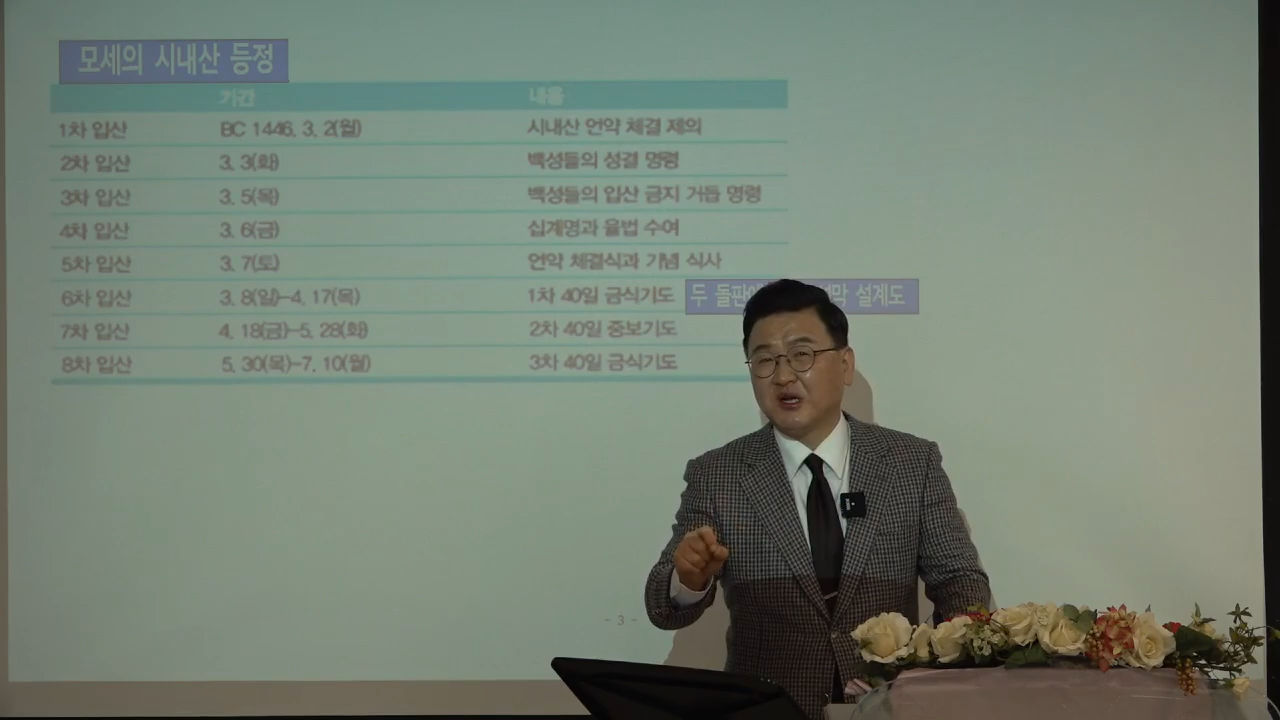 모세의 시내산 등정
기간 내용
1차 입산 BC 1446. 3. 2(월) 시내산 언약 체결 제의
2차 입산 3. 3(화) 백성들의 성결 명령
3차 입산 3. 5(목) 백성들의 입산 금지 거듭 명령
4차 입산 3. 6(금) 십계명과 율법 수여
5차 입산 3. 7(토) 언약 체결식과 기념 식사
6차 입산 3. 8(일)-4. 17(목) 1차 40일 금식기도 두 돌판 설계도
7차 입산 4. 18(금)-5. 28(화) 2차 40일 중보기도
8차 입산 5. 30(목)-7. 10(월) 3차 40일 금식기도
- 3 -